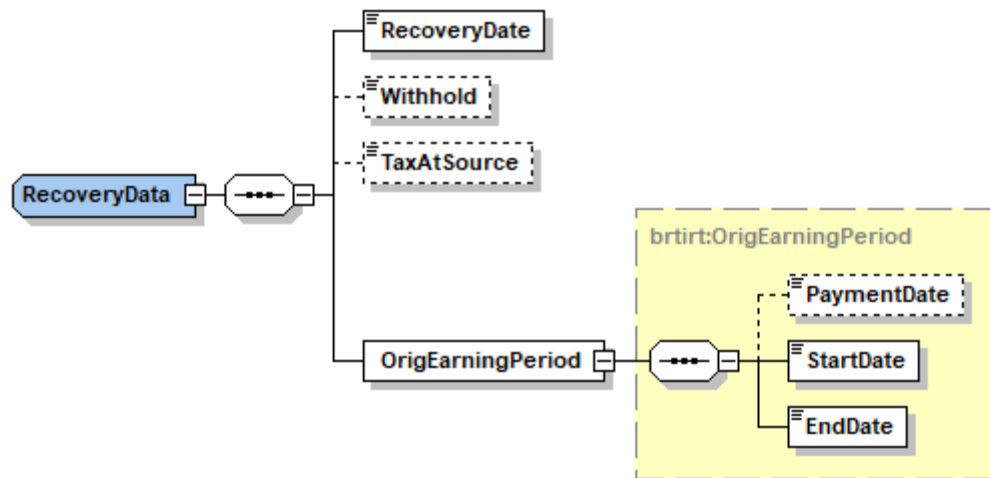 RecoveryDate
Withhold
TaxAtSource
RecoveryData
brtirt:OrigEarningPeriod
PaymentDate
OrigEarningPeriod
StartDate
EndDate